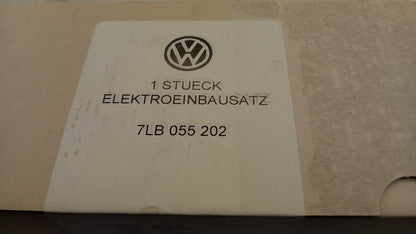 1 STUECK
ELEKTROEINBAUSATZ
7LB 055 202